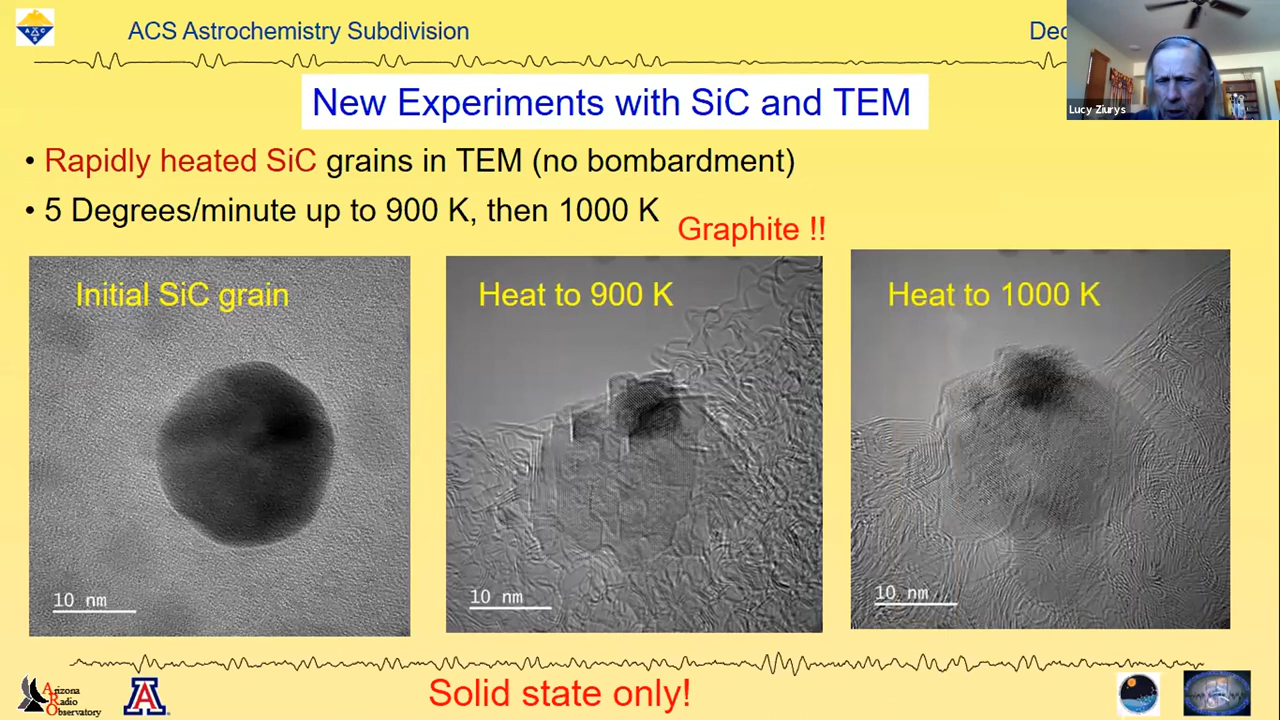 ACS Astrochemistry Subdivision
Dec
Lucy Ziurys
New Experiments with SiC and TEM
• Rapidly heated SiC grains in TEM (no bombardment)
• 5 Degrees/minute up to 900 K, then 1000 K
Graphite !!
Initial SiC grain
Heat to 900 K
Heat to 1000 K
10 nm
10 nm
10 nm
Arizona
Radio
Observatory
A
Solid state only!